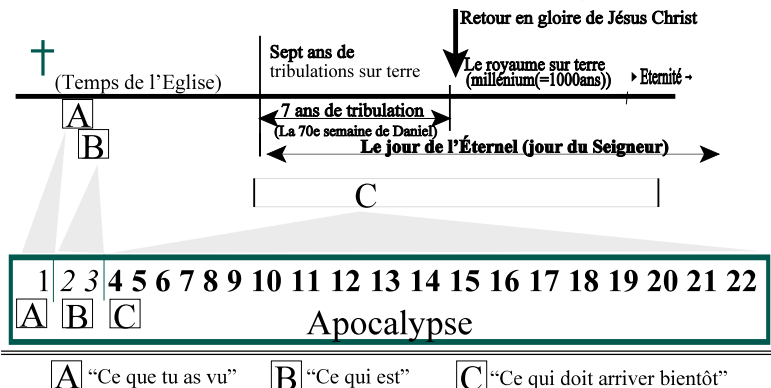 Retour en gloire de Jésus Christ
Sept ans de
tribulations sur terre
(Temps de l'Eglise)
Le royaume sur terre
(millénium(=1000ans))
Eternité
7 ans de tribulation
(La 70e semaine de Daniel)
Le jour de l'Éternel (jour du Seigneur)
A
B
C
1 2 3 4 5 6 7 8 9 10 11 12 13 14 15 16 17 18 19 20 21 22
A B C
Apocalypse
A "Ce que tu as vu" B "Ce qui est" C "Ce qui doit arriver bientôt"